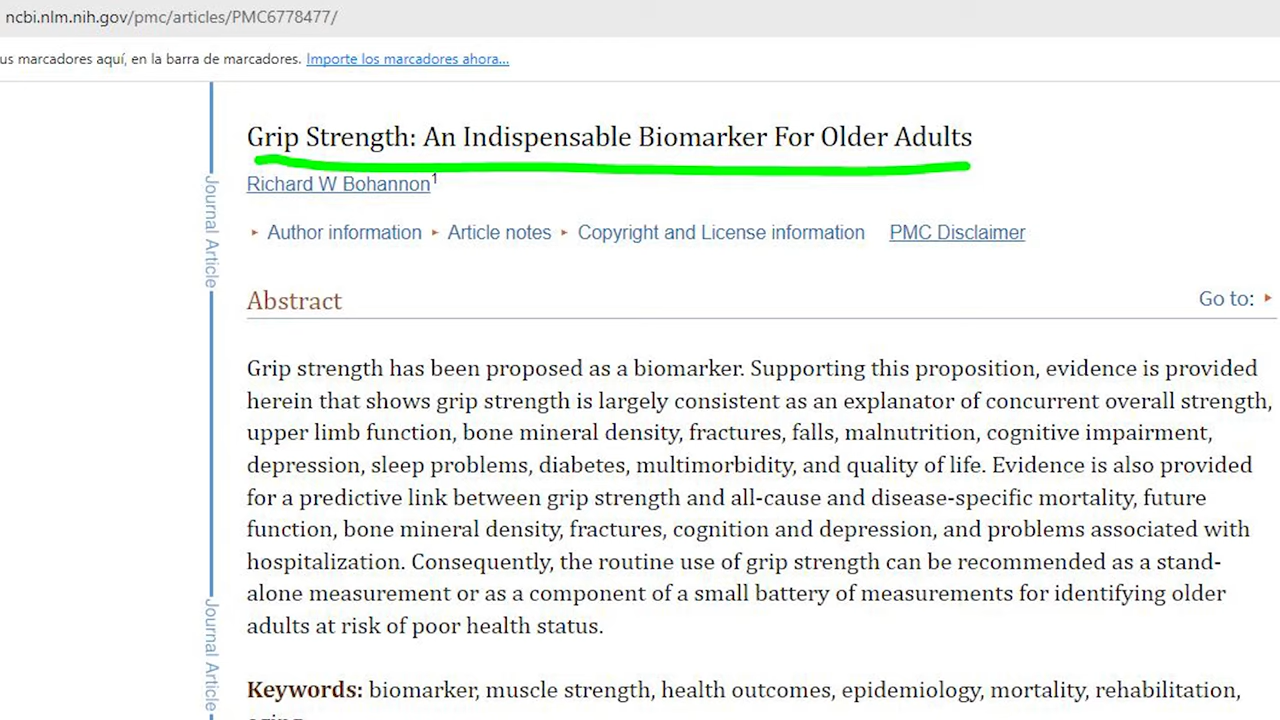 ncbi.nlm.nih.gov/pmc/articles/PMC6778477/
us marcadores aquí, en la barra de marcadores. Importe los marcadores ahora...
Grip Strength: An Indispensable Biomarker For Older Adults
Richard W Bohannon1
Author information Article notes Copyright and License information PMC Disclaimer
Journal Article
Abstract
Go to:
Grip strength has been proposed as a biomarker. Supporting this proposition, evidence is provided
herein that shows grip strength is largely consistent as an explanator of concurrent overall strength,
upper limb function, bone mineral density, fractures, falls, malnutrition, cognitive impairment,
depression, sleep problems, diabetes, multimorbidity, and quality of life. Evidence is also provided
for a predictive link between grip strength and all-cause and disease-specific mortality, future
function, bone mineral density, fractures, cognition and depression, and problems associated with
hospitalization. Consequently, the routine use of grip strength can be recommended as a stand-
alone measurement or as a component of a small battery of measurements for identifying older
adults at risk of poor health status.
Journal Article
Keywords: biomarker, muscle strength, health outcomes, epidemiology, mortality, rehabilitation,